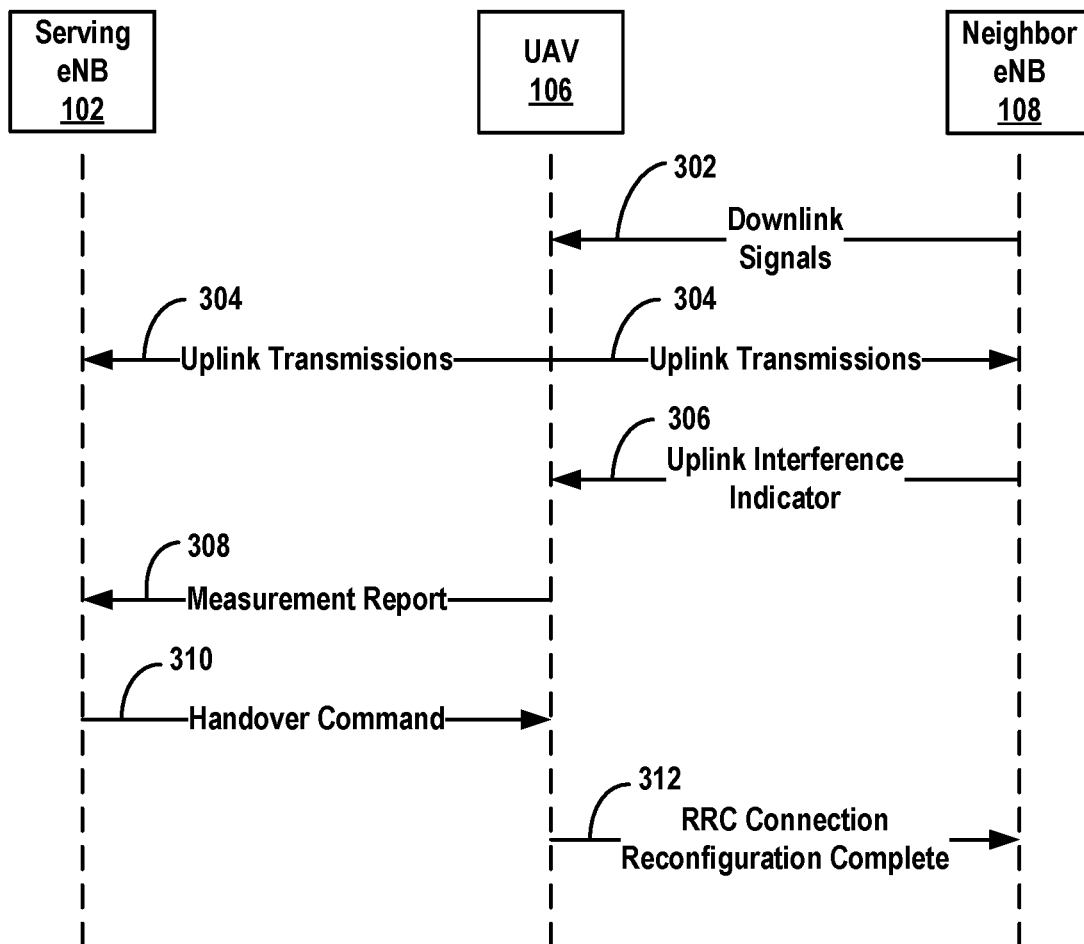 Serving
eNB
102
UAV
106
Neighbor
eNB
108
302
Downlink
Signals
304
304
Uplink Transmissions
Uplink Transmissions
306
Uplink Interference
Indicator
308
Measurement Report
310
Handover Command
312
RRC Connection
Reconfiguration Complete